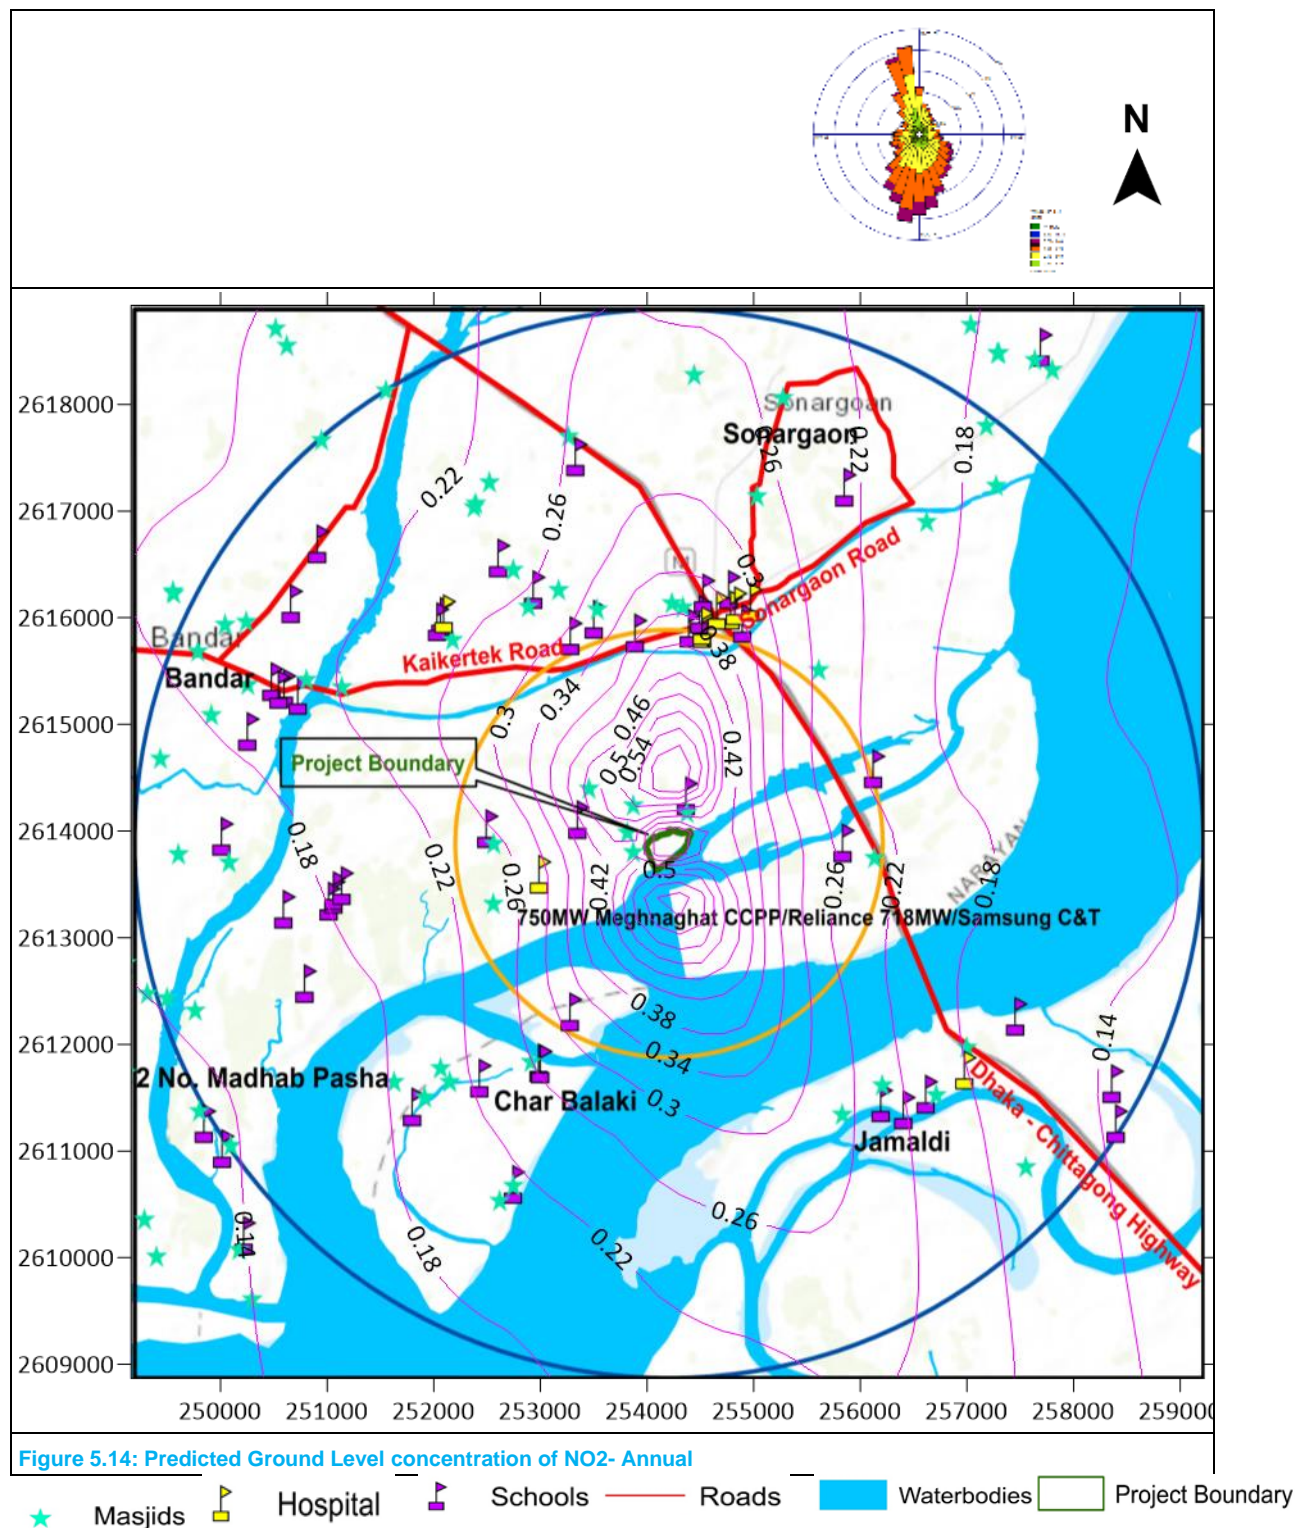 N
2618000
2617000
2616000
2615000
2614000
2613000
2612000
2611000
2610000
2609000
250000
251000
252000
253000
254000
255000
256000
257000
258000
259000
Sonargoan
Sonargaon
0.26
0.22
0.18
0.22
0.26
0.3
Sonargaon Road
Bandar
Bandar
Kaikertek Road
0.38
0.34
0.3
0.46
0.5
0.54
0.42
Project Boundary
0.18
0.22
0.26
0.42
0.5
0.26
0.22
0.18
NARAYAN
750MW Meghnaghat CCPP/Reliance 718MW/Samsung C&T
0.38
0.34
0.3
0.14
2 No. Madhab Pasha
Char Balaki
Jamaldi
Dhaka - Chittagong Highway
0.26
0.22
0.18
0.14
Figure 5.14: Predicted Ground Level concentration of NO2- Annual
Masjids
Hospital
Schools
Roads
Waterbodies
Project Boundary